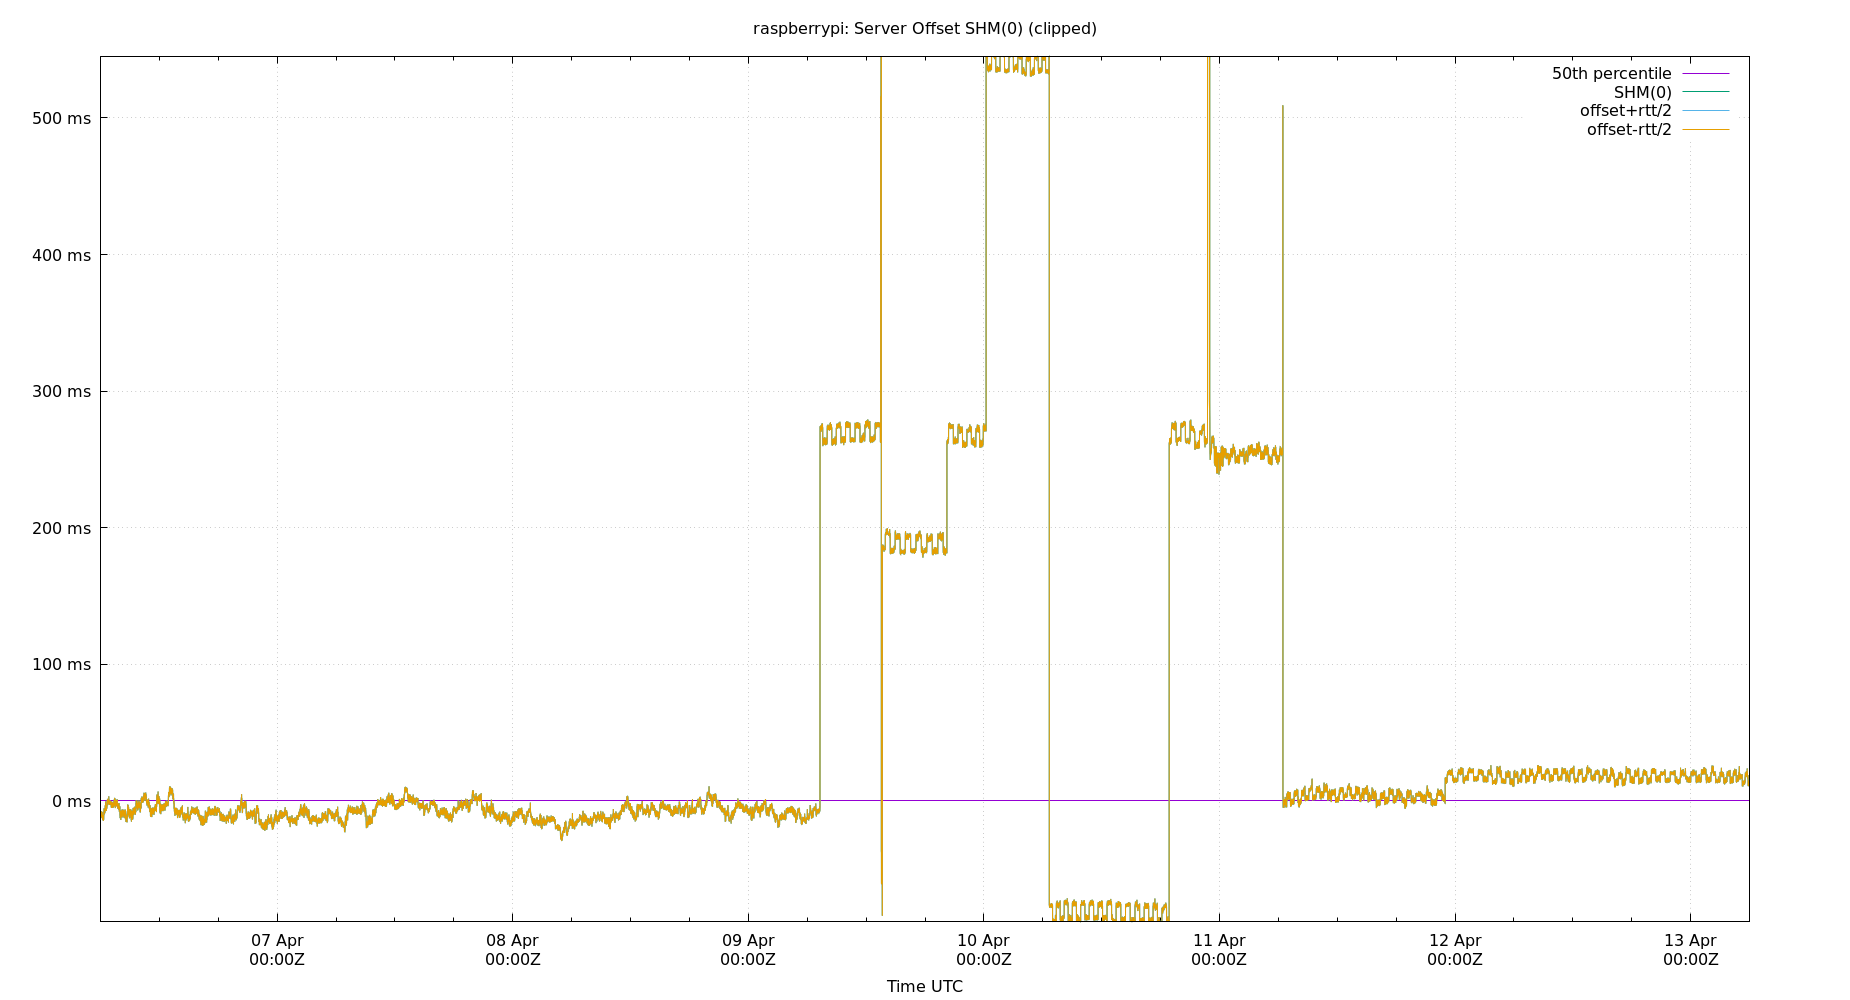 raspberrypi: Server Offset SHM(0) (clipped)
50th percentile
SHM(0)
offset+rtt/2
offset-rtt/2
500 ms
400 ms
300 ms
200 ms
100 ms
0 ms
07 Apr 08 Apr 09 Apr 10 Apr 11 Apr 12 Apr 13 Apr
00:00Z 00:00Z 00:00Z 00:00Z 00:00Z 00:00Z 00:00Z
Time UTC